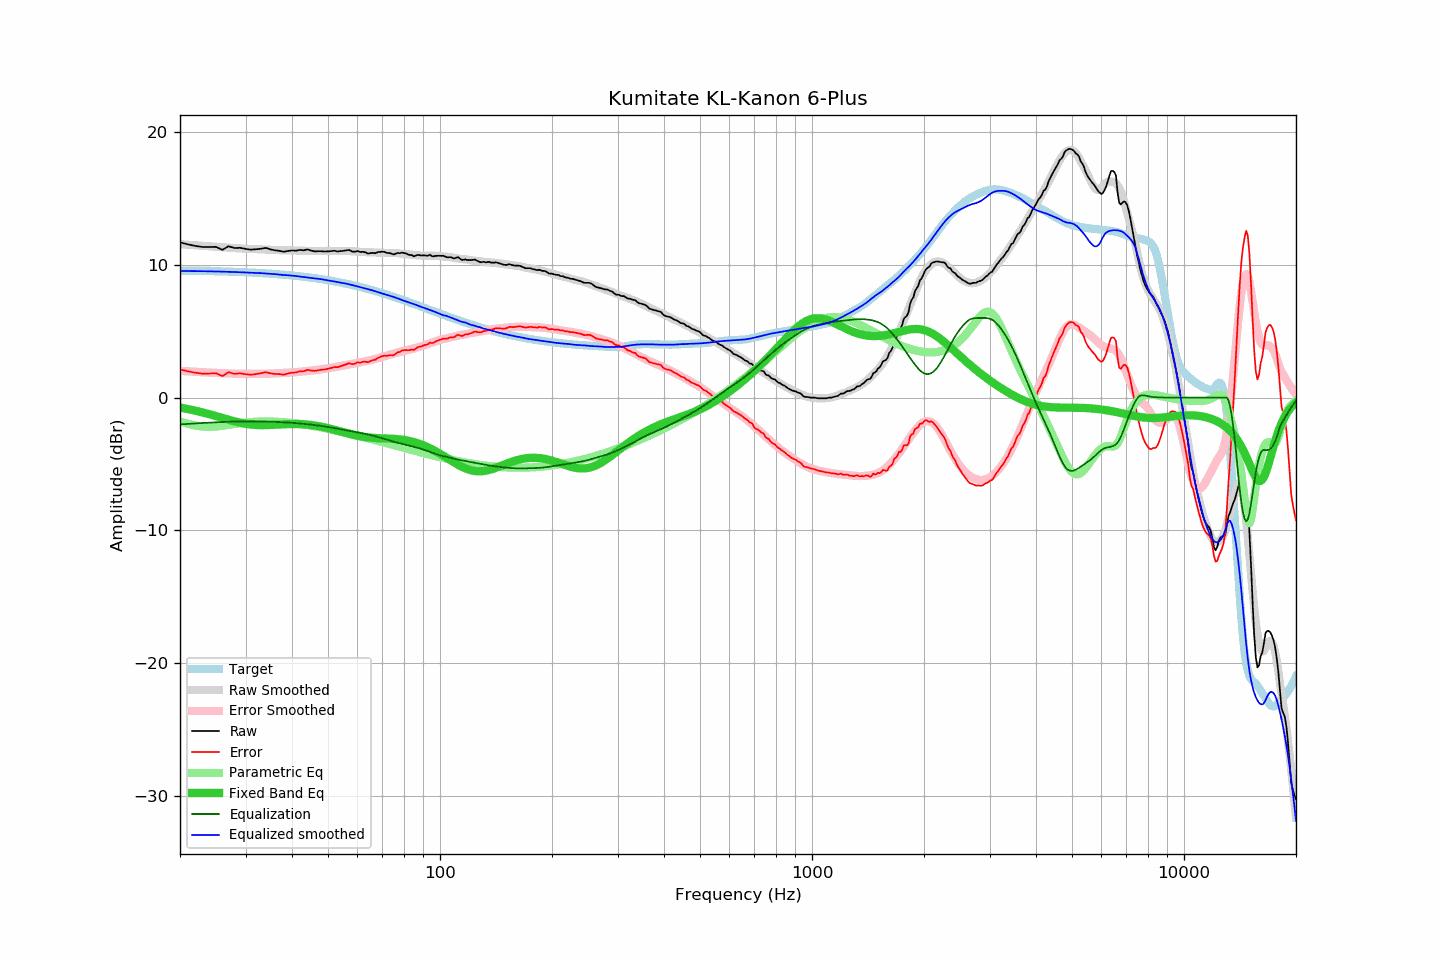 Kumitate KL-Kanon 6-Plus
20
10
0
−10
−20
−30
Amplitude (dBr)
Target
Raw Smoothed
Error Smoothed
Raw
Error
Parametric Eq
Fixed Band Eq
Equalization
Equalized smoothed
100
1000
10000
Frequency (Hz)